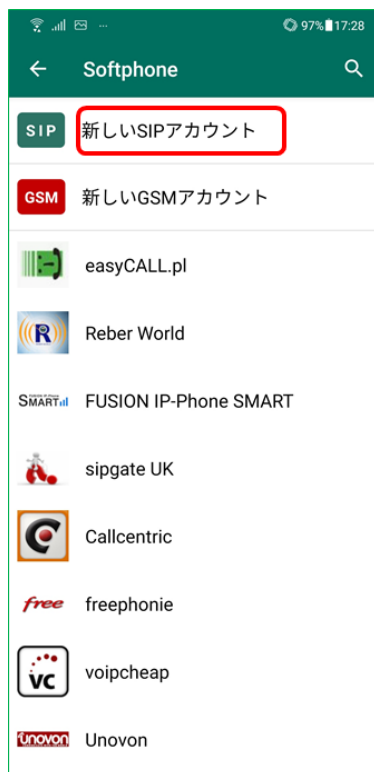 97% 17:28
Softphone
SIP 新しいSIPアカウント
GSM 新しいGSMアカウント
easyCALL.pl
R Reber World
SMART FUSION IP-Phone SMART
sipgate UK
Callcentric
free freephonie
vc voipcheap
Unovon Unovon